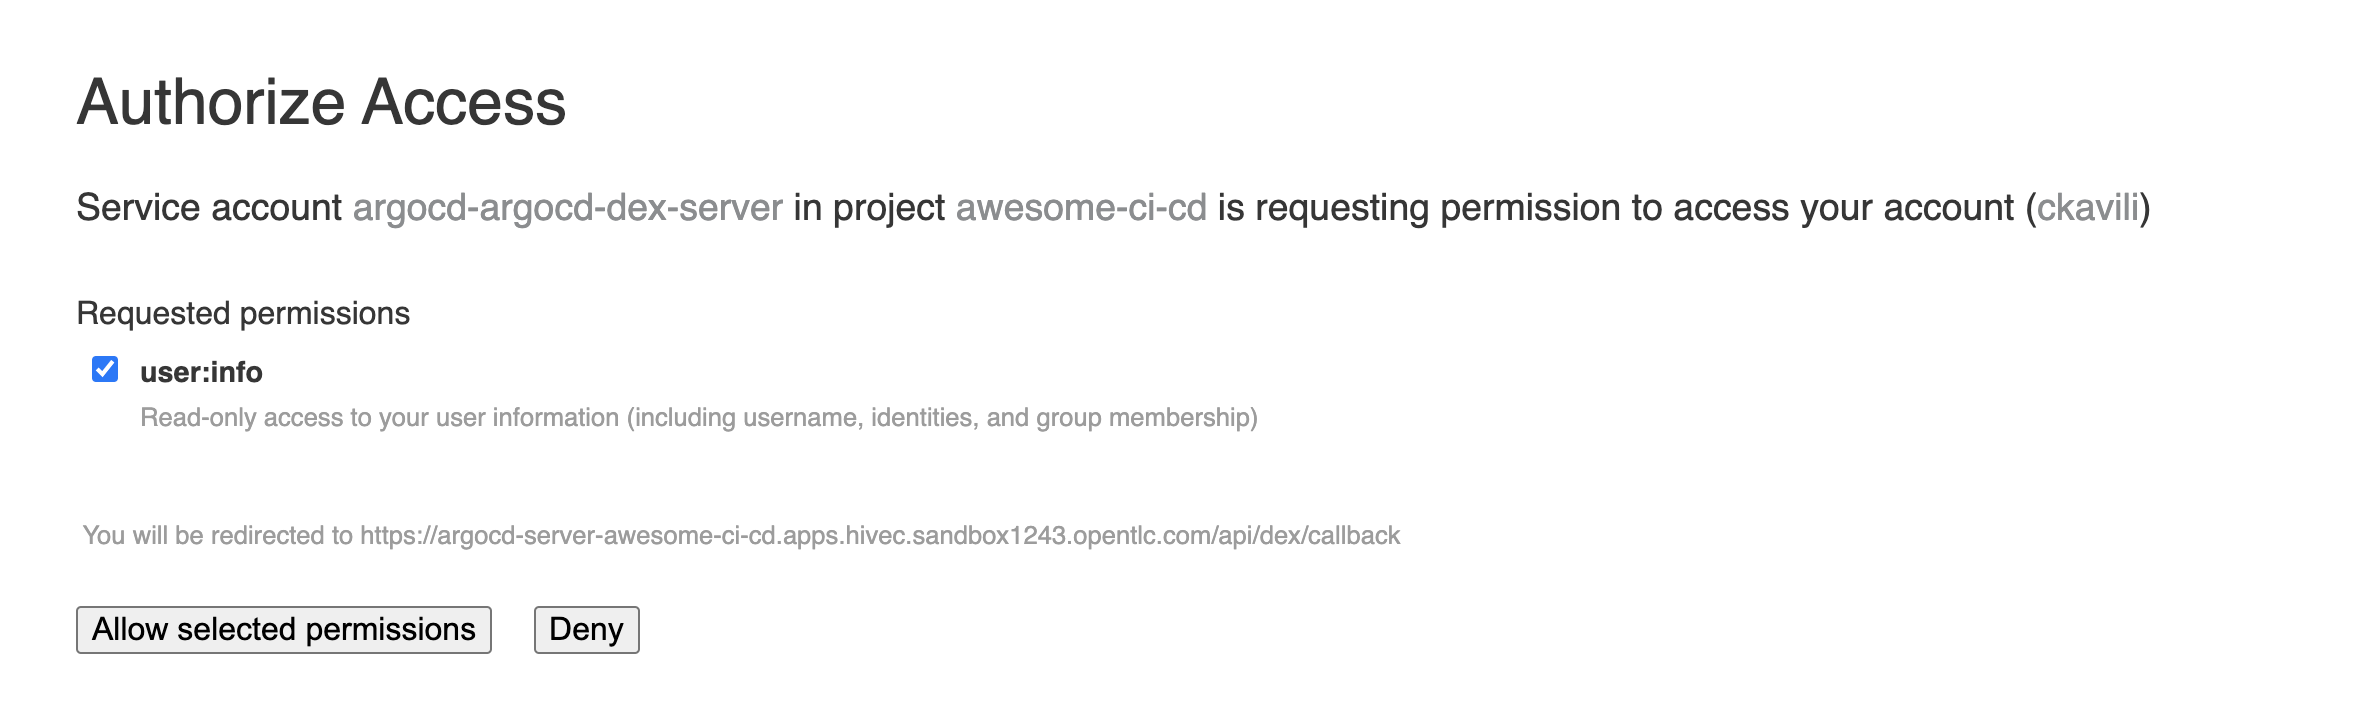 Authorize Access
Service account argocd-argocd-dex-server in project awesome-ci-cd is requesting permission to access your account (ckavili)
Requested permissions
user:info
Read-only access to your user information (including username, identities, and group membership)
You will be redirected to https://argocd-server-awesome-ci-cd.apps.hivec.sandbox1243.opentlc.com/api/dex/callback
Allow selected permissions Deny